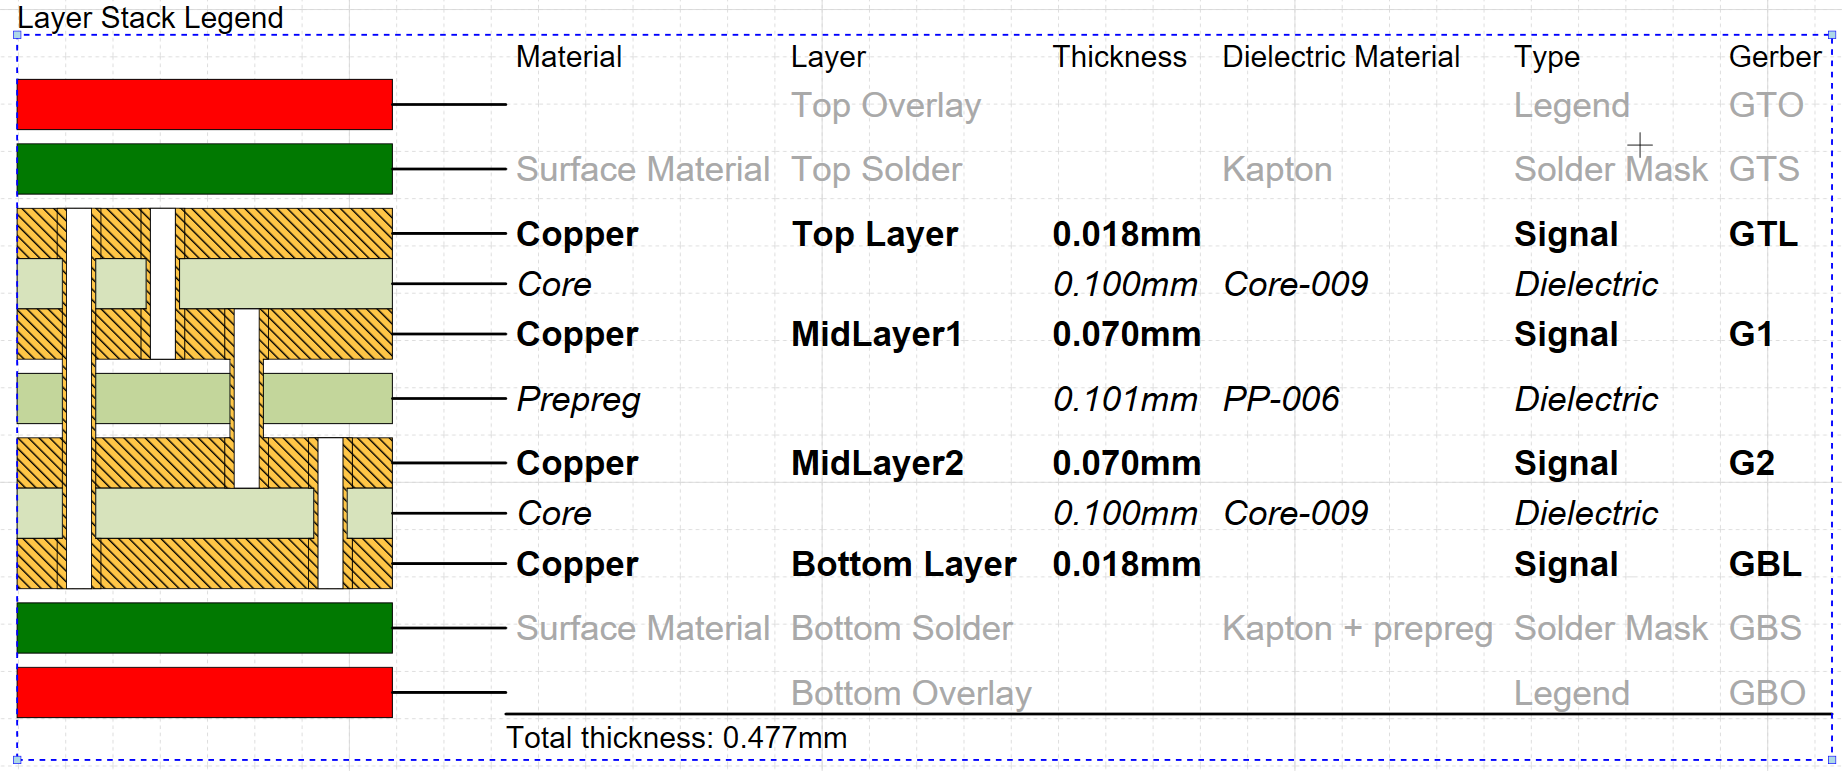 Layer Stack Legend
Material Layer Thickness Dielectric Material Type Gerber
Top Overlay Legend GTO
Surface Material Top Solder Kapton Solder Mask GTS
Copper Top Layer 0.018mm Signal GTL
Core 0.100mm Core-009 Dielectric
Copper MidLayer1 0.070mm Signal G1
Prepreg 0.101mm PP-006 Dielectric
Copper MidLayer2 0.070mm Signal G2
Core 0.100mm Core-009 Dielectric
Copper Bottom Layer 0.018mm Signal GBL
Surface Material Bottom Solder Kapton + prepreg Solder Mask GBS
Bottom Overlay Legend GBO
Total thickness: 0.477mm